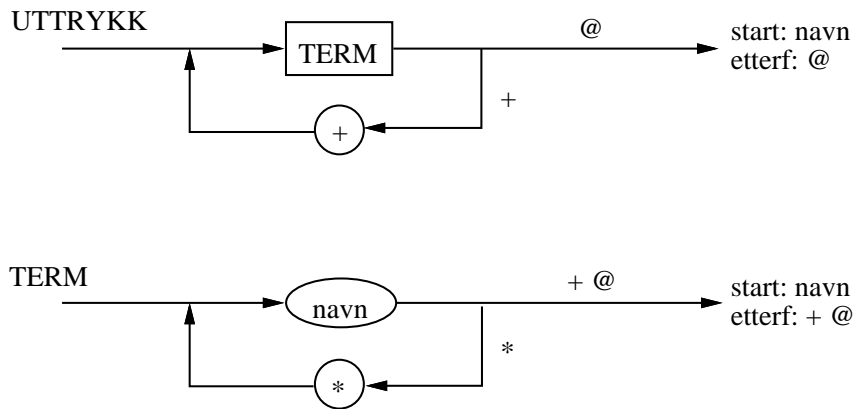 UTTRYKK
@
start: navn
etterf: @
TERM
+
+
TERM
+ @
start: navn
etterf: + @
navn
*
*